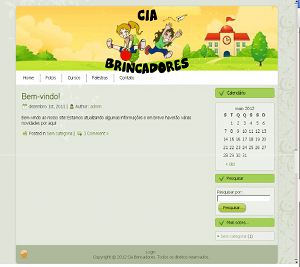 CIA
BRINCADORES
Home
Fotos
Cursos
Palestras
Contato
Bem-vindo!
dezembro 1st, 2011 | Author: admin
Bem-vindo ao nosso site! estamos atualizando algumas informações e em breve haverão várias
novidades por aqui!
Posted in Sem categoria | 1 Comment »
Calendário
maio 2012
S T Q Q S S D
1 2 3 4 5 6
7 8 9 10 11 12 13
14 15 16 17 18 19 20
21 22 23 24 25 26 27
28 29 30 31
« dez
Pesquisar
Pesquisar por:
Pesquisar
Mais sobre...
Sem categoria (1)
Login
Copyright © 2012 Cia Brincadores. Todos os direitos reservados.